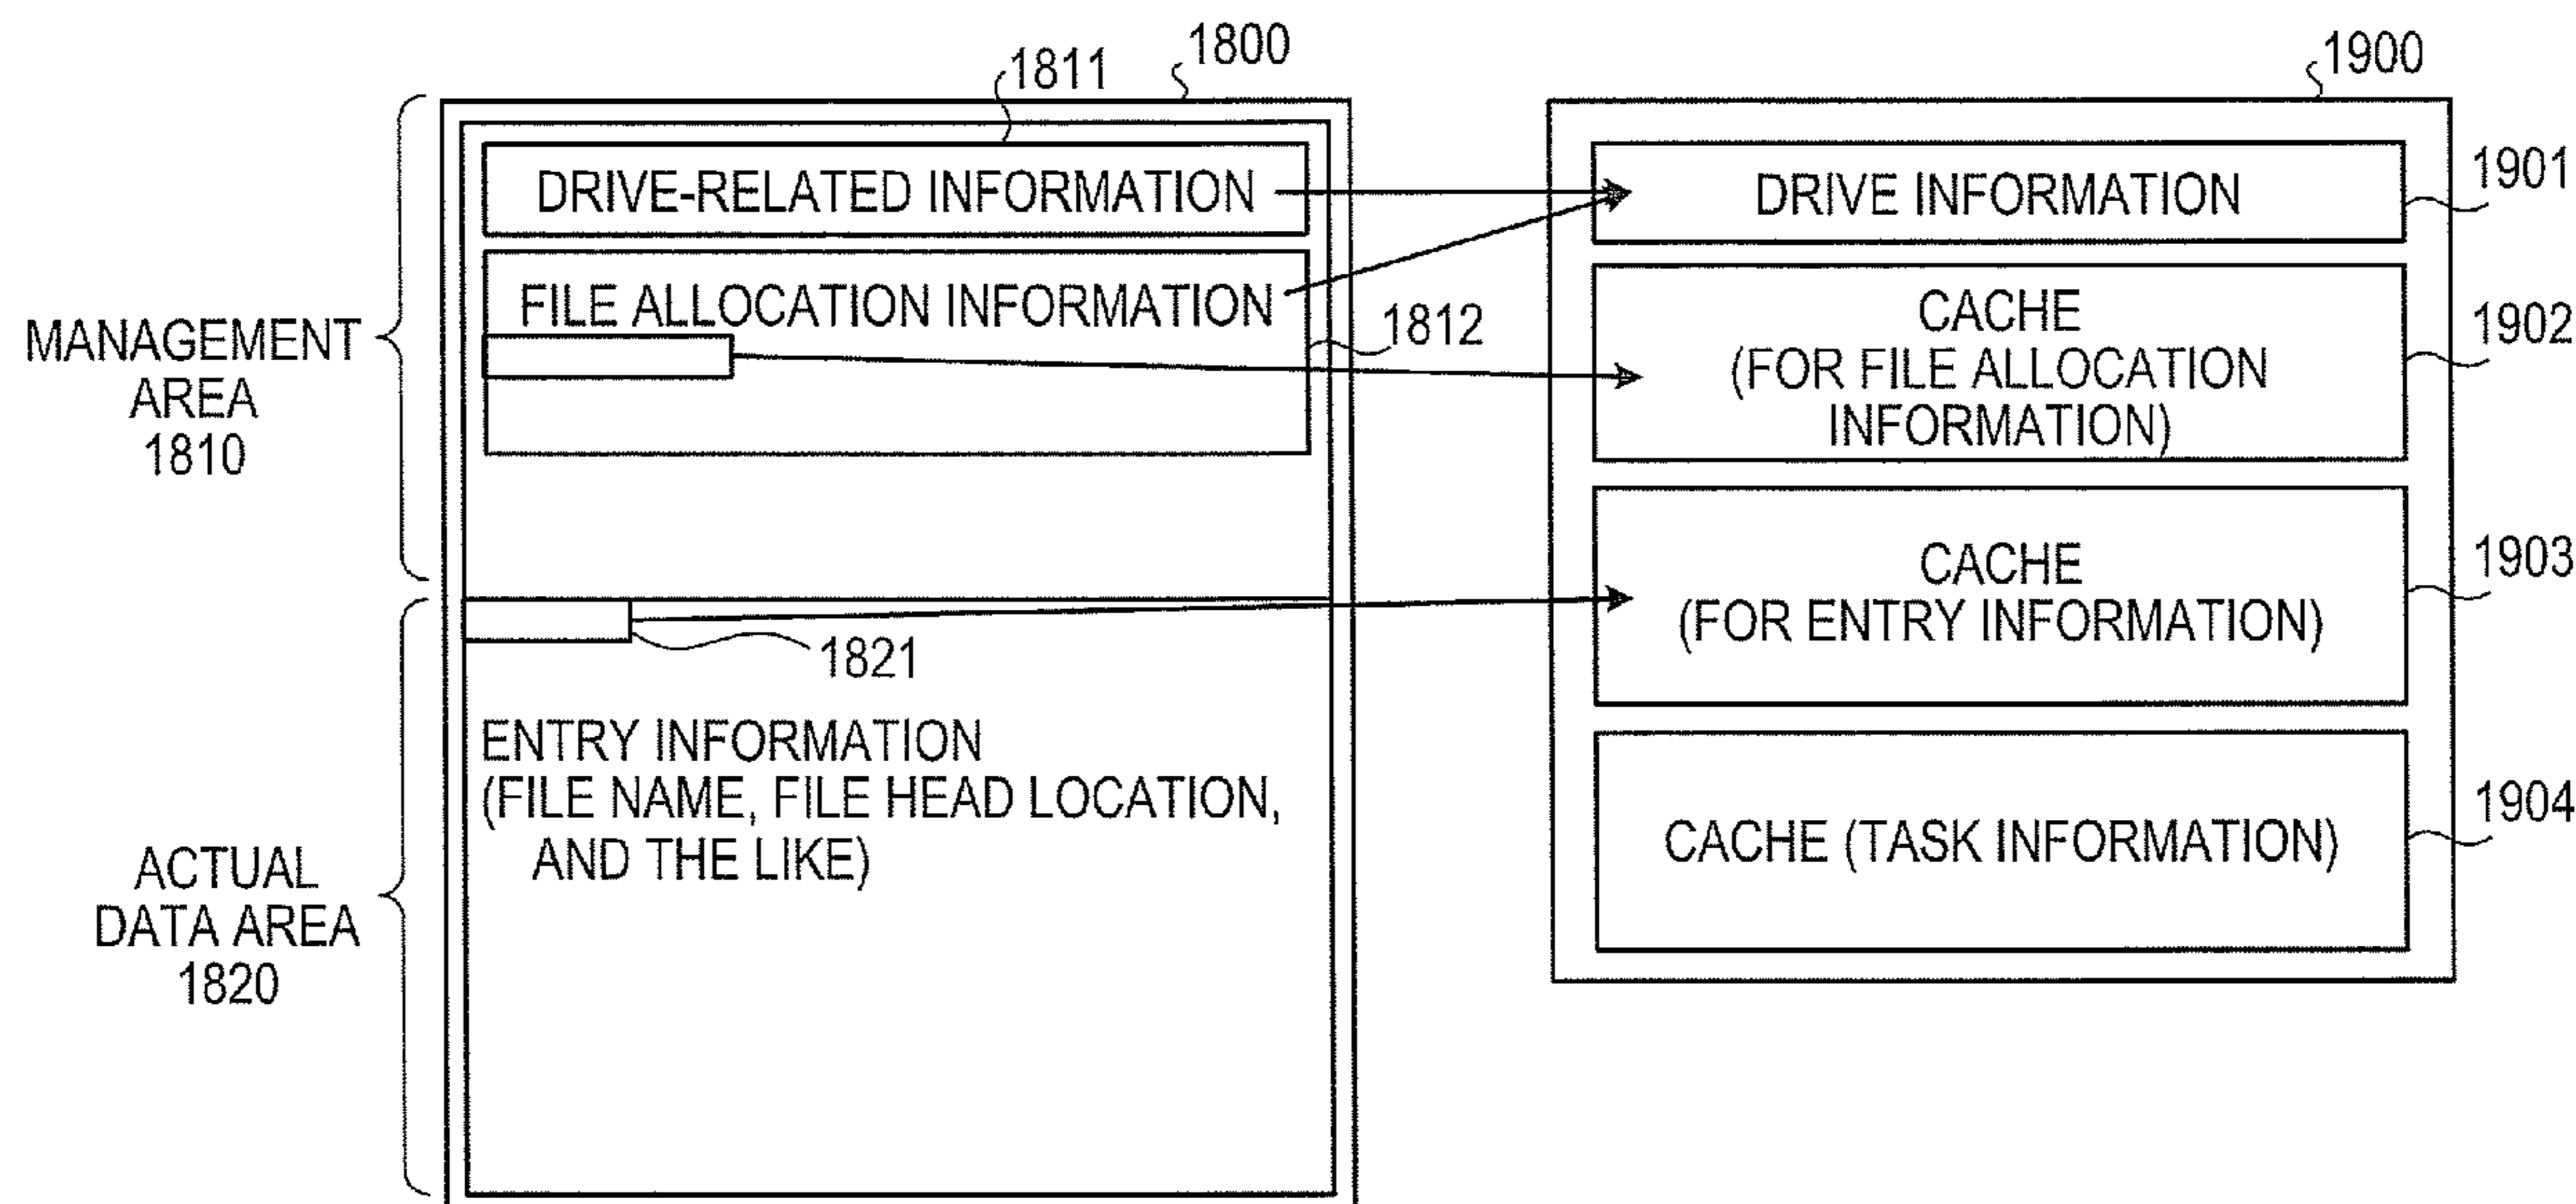 1800
1811
1900
DRIVE-RELATED INFORMATION
DRIVE INFORMATION
1901
FILE ALLOCATION INFORMATION
1812
CACHE
(FOR FILE ALLOCATION
INFORMATION)
1902
MANAGEMENT
AREA
1810
CACHE
(FOR ENTRY INFORMATION)
1903
1821
ENTRY INFORMATION
(FILE NAME, FILE HEAD LOCATION,
AND THE LIKE)
CACHE (TASK INFORMATION)
1904
ACTUAL
DATA AREA
1820